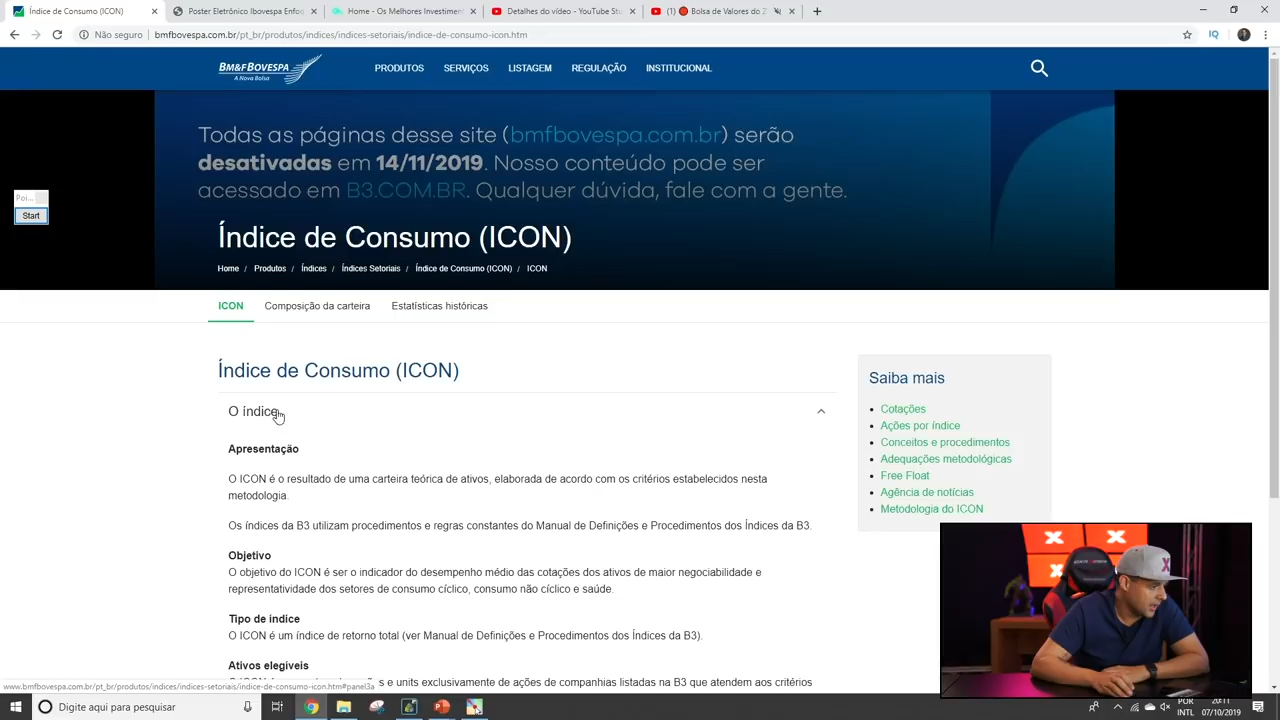 Índice de Consumo (ICON)
Poster Eletrônico Índice Bovespa Enfoq
Home - Os Melhores Investiment
Detalhes do vídeo - YouTube Stu
(1) 🔴 Bolsa de Valores do Z
Não seguro
bmfbovespa.com.br/pt_br/produtos/indices/indices-setoriais/indice-de-consumo-icon.htm
IQ
BM&FBOVESPA
A Nova Bolsa
PRODUTOS
SERVIÇOS
LISTAGEM
REGULAÇÃO
INSTITUCIONAL
Todas as páginas desse site (bmfbovespa.com.br) serão
desativadas em 14/11/2019. Nosso conteúdo pode ser
acessado em B3.COM.BR. Qualquer dúvida, fale com a gente.
Poi...
Start
Índice de Consumo (ICON)
Home / Produtos / Índices / Índices Setoriais / Índice de Consumo (ICON) / ICON
ICON
Composição da carteira
Estatísticas históricas
Índice de Consumo (ICON)
O índice
Apresentação
O ICON é o resultado de uma carteira teórica de ativos, elaborada de acordo com os critérios estabelecidos nesta
metodologia.
Os índices da B3 utilizam procedimentos e regras constantes do Manual de Definições e Procedimentos dos Índices da B3.
Objetivo
O objetivo do ICON é ser o indicador do desempenho médio das cotações dos ativos de maior negociabilidade e
representatividade dos setores de consumo cíclico, consumo não cíclico e saúde.
Tipo de índice
O ICON é um índice de retorno total (ver Manual de Definições e Procedimentos dos Índices da B3).
Ativos elegíveis
s e units exclusivamente de ações de companhias listadas na B3 que atendem aos critérios
Saiba mais
Cotações
Ações por índice
Conceitos e procedimentos
Adequações metodológicas
Free Float
Agência de notícias
Metodologia do ICON
www.bmfbovespa.com.br/pt_br/produtos/indices/indices-setoriais/indice-de-consumo-icon.htm#panel3a
Digite aqui para pesquisar
POR
INTL
20:11
07/10/2019